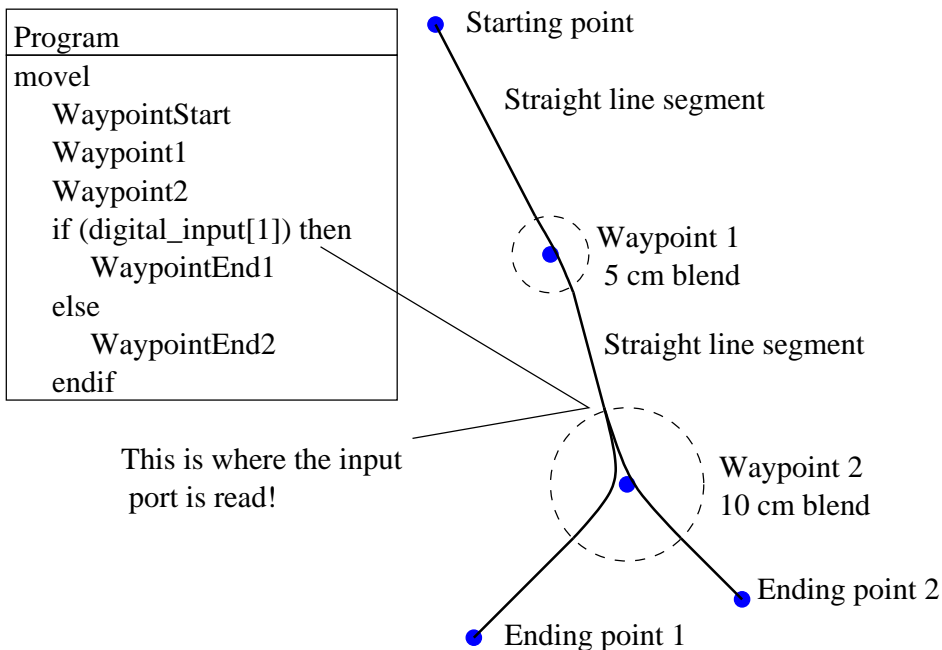 Program
movel
WaypointStart
Waypoint1
Waypoint2
if (digital_input[1]) then
WaypointEnd1
else
WaypointEnd2
endif
Starting point
Straight line segment
Waypoint 1
5 cm blend
Straight line segment
This is where the input
port is read!
Waypoint 2
10 cm blend
Ending point 2
Ending point 1